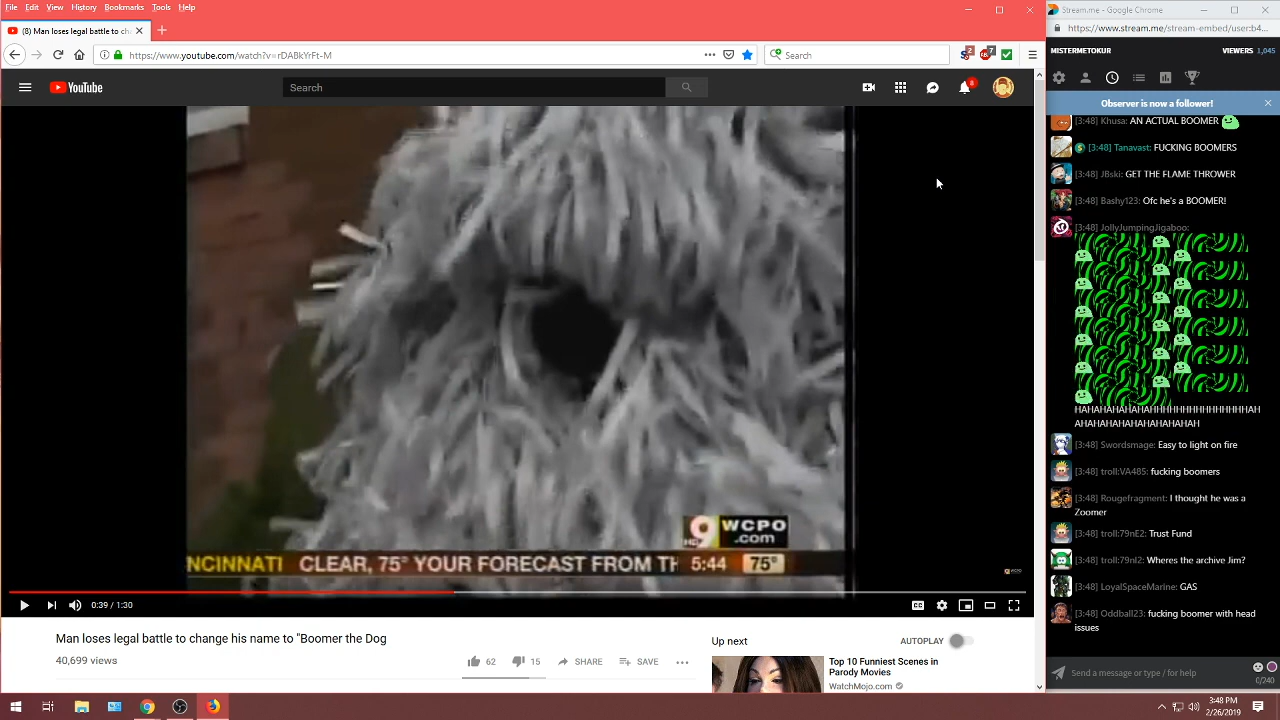 File Edit View History Bookmarks Tools Help
(8) Man loses legal battle to cha
https://www.youtube.com/watch?v=rDABkYrFt-M
Search
YouTube
Search
8
NCINNATI CLEAR, 75° YOUR FORECAST FROM TH 5:44 75°
9 WCPO
.com
0:39 / 1:30
Man loses legal battle to change his name to "Boomer the Dog
40,699 views
62 15 SHARE SAVE
Up next
AUTOPLAY
Top 10 Funniest Scenes in
Parody Movies
WatchMojo.com
Stream.me - Google Chrome
https://www.stream.me/stream-embed/user:b4...
MISTERMETOKUR
VIEWERS 1,045
Observer is now a follower!
[3:48] Khusa: AN ACTUAL BOOMER
[3:48] Tanavast: FUCKING BOOMERS
[3:48] JBski: GET THE FLAME THROWER
[3:48] Bashy123: Ofc he's a BOOMER!
[3:48] JollyJumpingJigaboo:
HAHAHAHAHAHAHHHHHHHHHHHHHHAH
AHAHAHAHAHAHAHAHAHAH
[3:48] Swordsmage: Easy to light on fire
[3:48] troll:VA485: fucking boomers
[3:48] Rougefragment: I thought he was a
Zoomer
[3:48] troll:79nE2: Trust Fund
[3:48] troll:79nI2: Wheres the archive Jim?
[3:48] LoyalSpaceMarine: GAS
[3:48] Oddball23: fucking boomer with head
issues
Send a message or type / for help
0/240
3:48 PM
2/26/2019